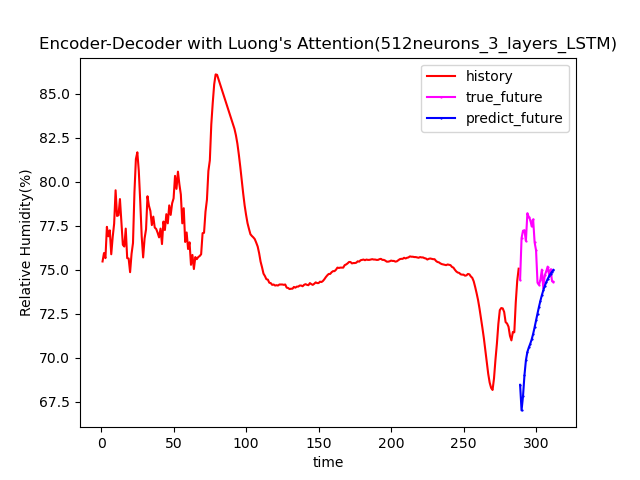 Encoder-Decoder with Luong's Attention(512neurons_3_layers_LSTM)
history
true_future
predict_future
Relative Humidity(%)
85.0
82.5
80.0
77.5
75.0
72.5
70.0
67.5
0 50 100 150 200 250 300
time